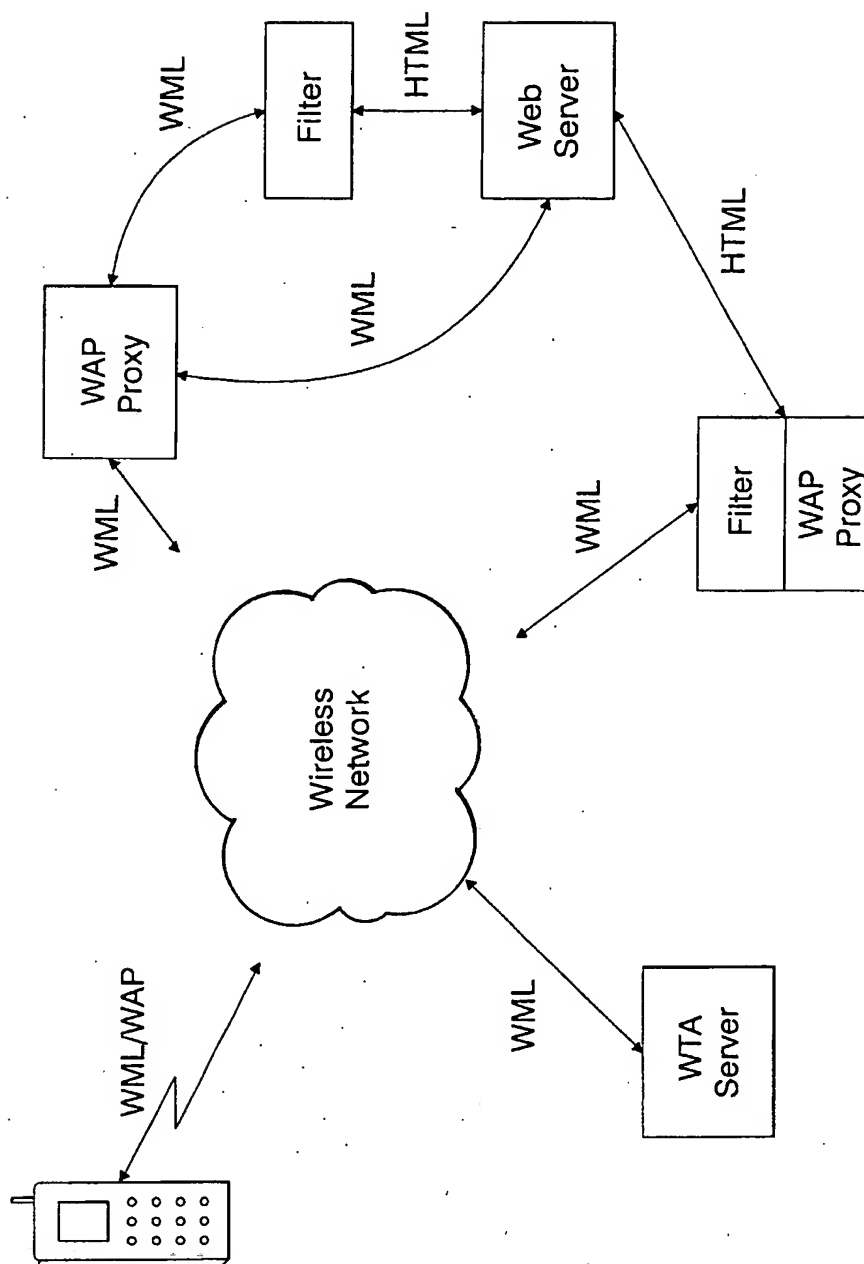 WML/WAP
Wireless
Network
WML
WTA
Server
WML
WAP
Proxy
WML
Filter
WML
HTML
Web
Server
WML
Filter
WAP
Proxy
HTML